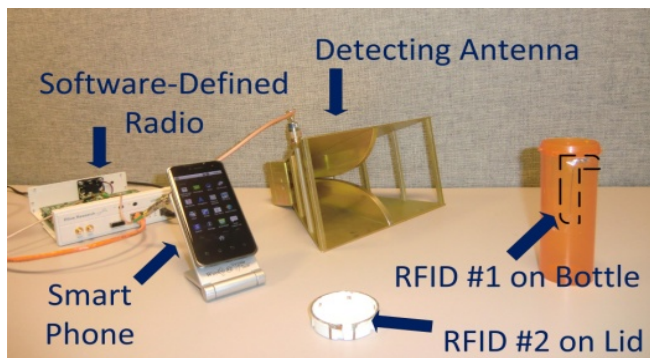 Detecting Antenna
Software-Defined
Radio
Smart
Phone
RFID #1 on Bottle
RFID #2 on Lid